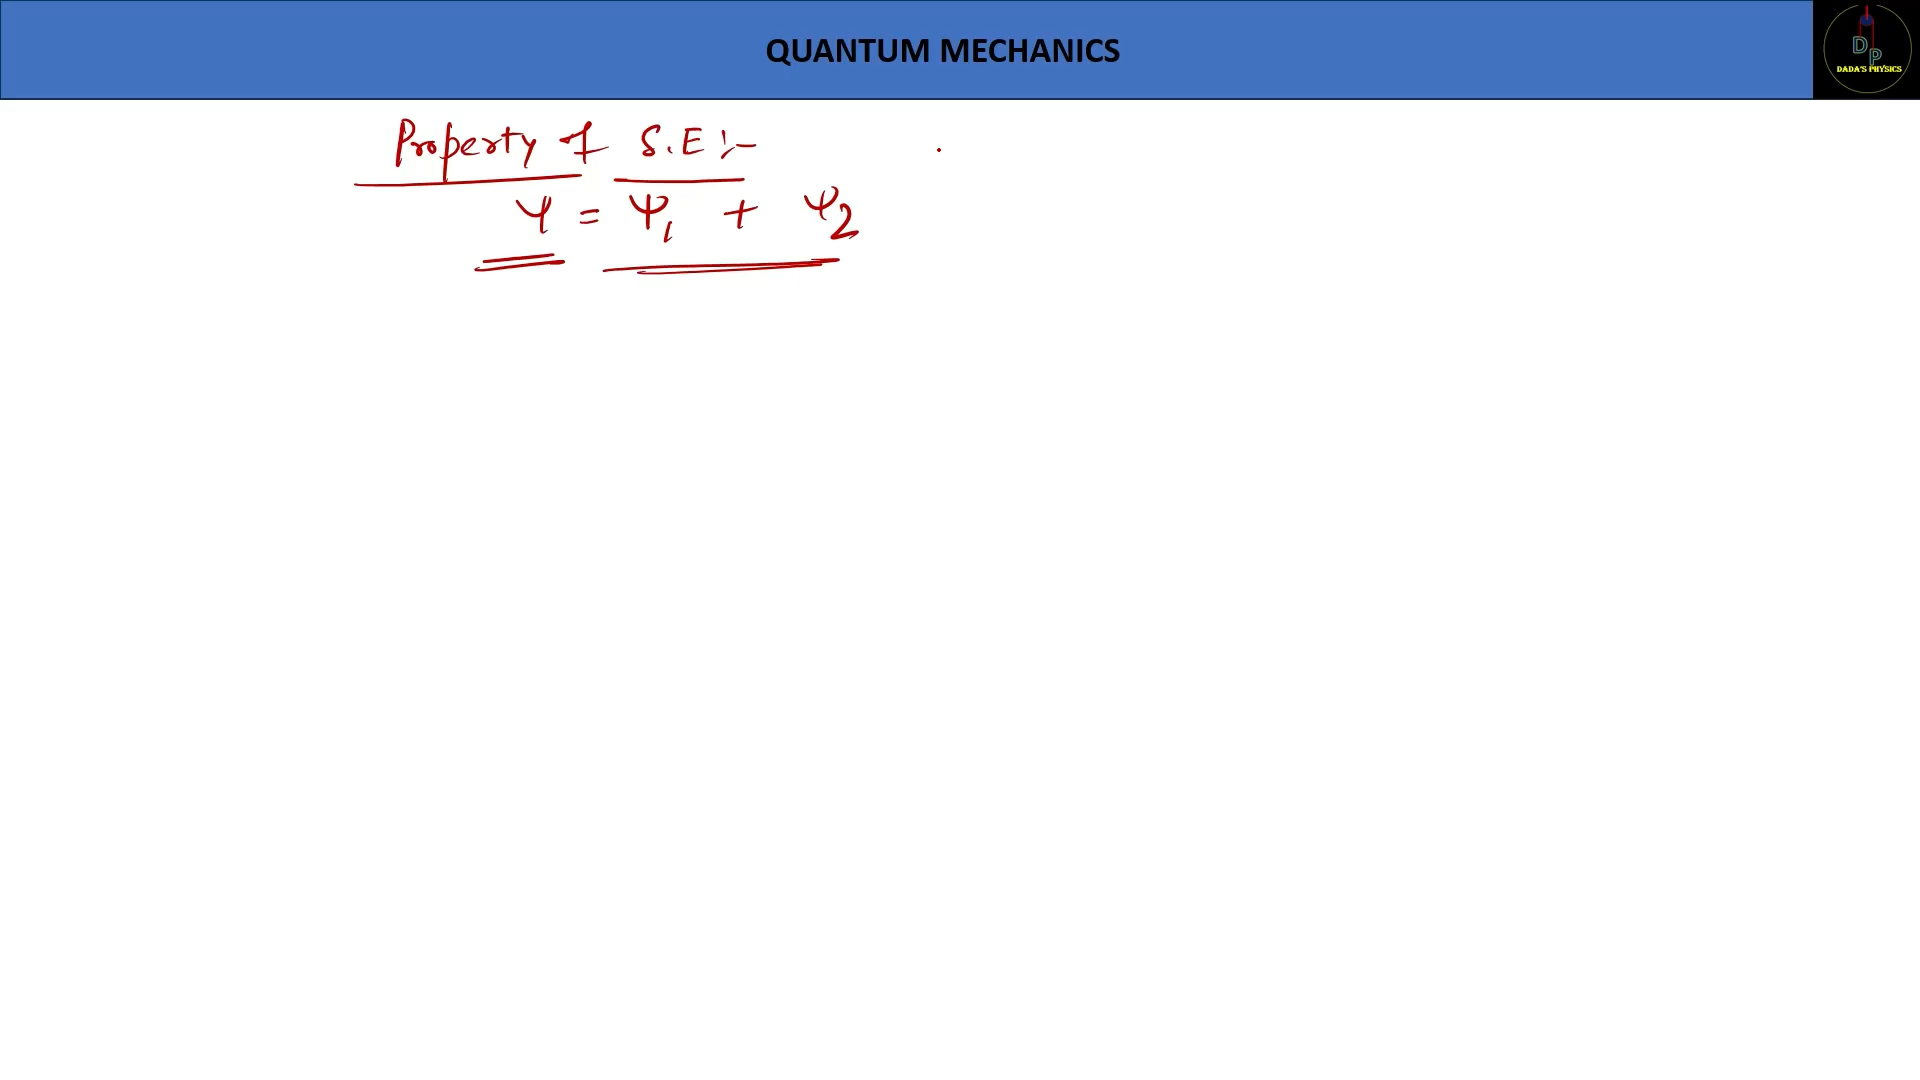 QUANTUM MECHANICS
D P
DADA'S PHYSICS
Property of S.E :-
Ψ = Ψ₁ + Ψ₂